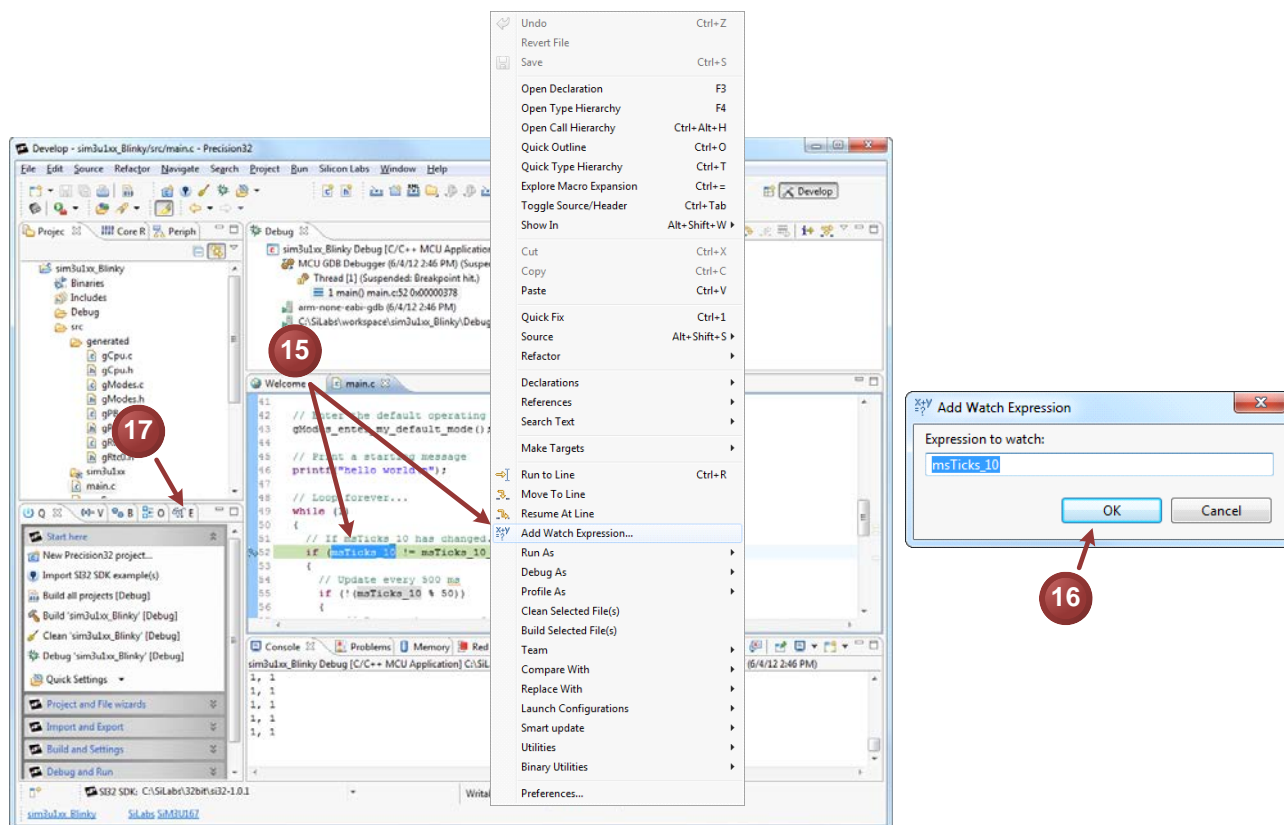 Undo Ctrl+Z
Revert File
Save Ctrl+S
Open Declaration F3
Open Type Hierarchy F4
Open Call Hierarchy Ctrl+Alt+H
Quick Outline Ctrl+O
Quick Type Hierarchy Ctrl+T
Explore Macro Expansion Ctrl+=
Toggle Source/Header Ctrl+Tab
Show In Alt+Shift+W
Cut Ctrl+X
Copy Ctrl+C
Paste Ctrl+V
Quick Fix Ctrl+1
Source Alt+Shift+S
Refactor
Declarations
References
Search Text
Make Targets
Run to Line Ctrl+R
Move To Line
Resume At Line
Add Watch Expression...
Run As
Debug As
Profile As
Clean Selected File(s)
Build Selected File(s)
Team
Compare With
Replace With
Launch Configurations
Smart update
Utilities
Binary Utilities
Preferences...
Develop - sim3u1xx_Blinky/src/main.c - Precision32
File Edit Source Refactor Navigate Search Project Run Silicon Labs Window Help
Develop
Projec Core R Periph
sim3u1xx_Blinky
Binaries
Includes
Debug
src
generated
gCpu.c
gCpu.h
gModes.c
gModes.h
sim3u1xx
main.c
Debug
sim3u1xx_Blinky Debug [C/C++ MCU Application
MCU GDB Debugger (6/4/12 2:46 PM) (Suspe
Thread [1] (Suspended: Breakpoint hit.)
1 main() main.c:52 0x00000378
arm-none-eabi-gdb (6/4/12 2:46 PM)
C:\SiLabs\workspace\sim3u1xx_Blinky\Debug
15
17
Welcome main.c
41
42 // Enter the default operating
43 gModes_enter_my_default_mode();
44
45 // Print a starting message
46 printf("hello world\n");
47
48 // Loop forever...
49 while (1)
50 {
51 // If msTicks_10 has changed.
52 if (msTicks_10 != msTicks_10_
53 {
54 // Update every 500 ms
55 if (!(msTicks_10 % 50))
56 {
Q (x)= V B O E
Start here
New Precision32 project...
Import SI32 SDK example(s)
Build all projects [Debug]
Build 'sim3u1xx_Blinky' [Debug]
Clean 'sim3u1xx_Blinky' [Debug]
Debug 'sim3u1xx_Blinky' [Debug]
Quick Settings
Project and File wizards
Import and Export
Build and Settings
Debug and Run
Console Problems Memory Red
sim3u1xx_Blinky Debug [C/C++ MCU Application] C:\SiL
(6/4/12 2:46 PM)
1, 1
1, 1
1, 1
1, 1
1, 1
SI32 SDK: C:\SiLabs\32bit\si32-1.0.1
Writal
sim3u1xx_Blinky SiLabs SiM3U167
Add Watch Expression
Expression to watch:
msTicks_10
OK Cancel
16